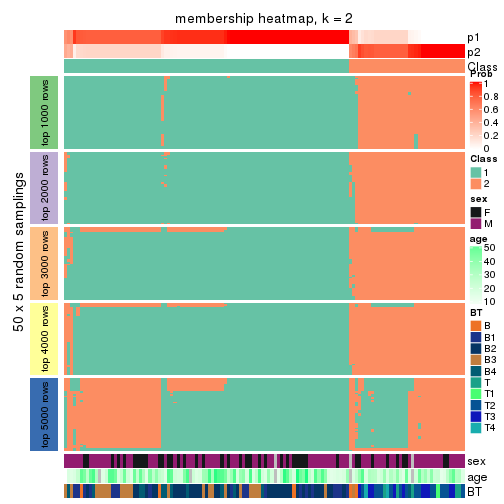 membership heatmap, k = 2
p1
p2
Class
50 x 5 random samplings
top 1000 rows
top 2000 rows
top 3000 rows
top 4000 rows
top 5000 rows
sex
age
BT
Prob
1
0.8
0.6
0.4
0.2
0
Class
1
2
sex
F
M
age
50
40
30
20
10
BT
B
B1
B2
B3
B4
T
T1
T2
T3
T4